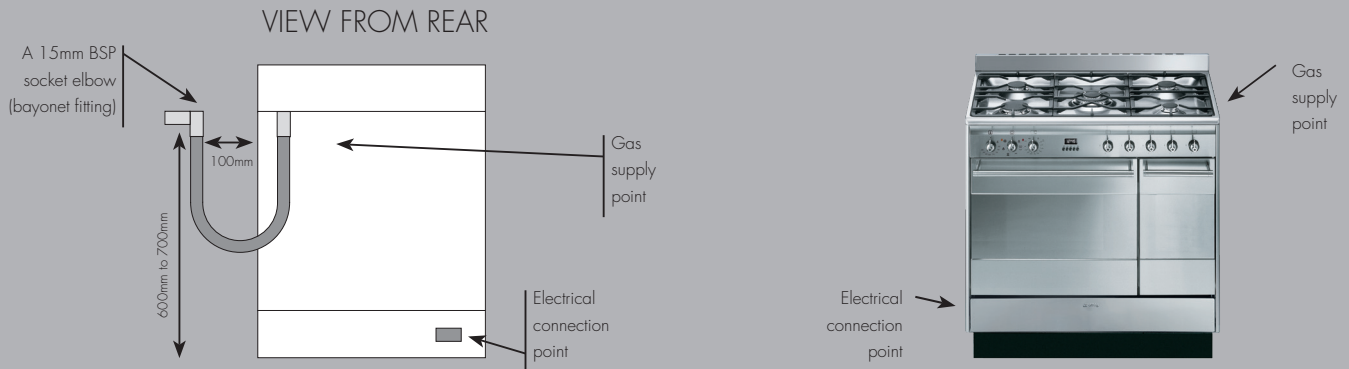 VIEW FROM REAR
A 15mm BSP
socket elbow
(bayonet fitting)
100mm
600mm to 700mm
Gas
supply
point
Electrical
connection
point
Gas
supply
point
Electrical
connection
point